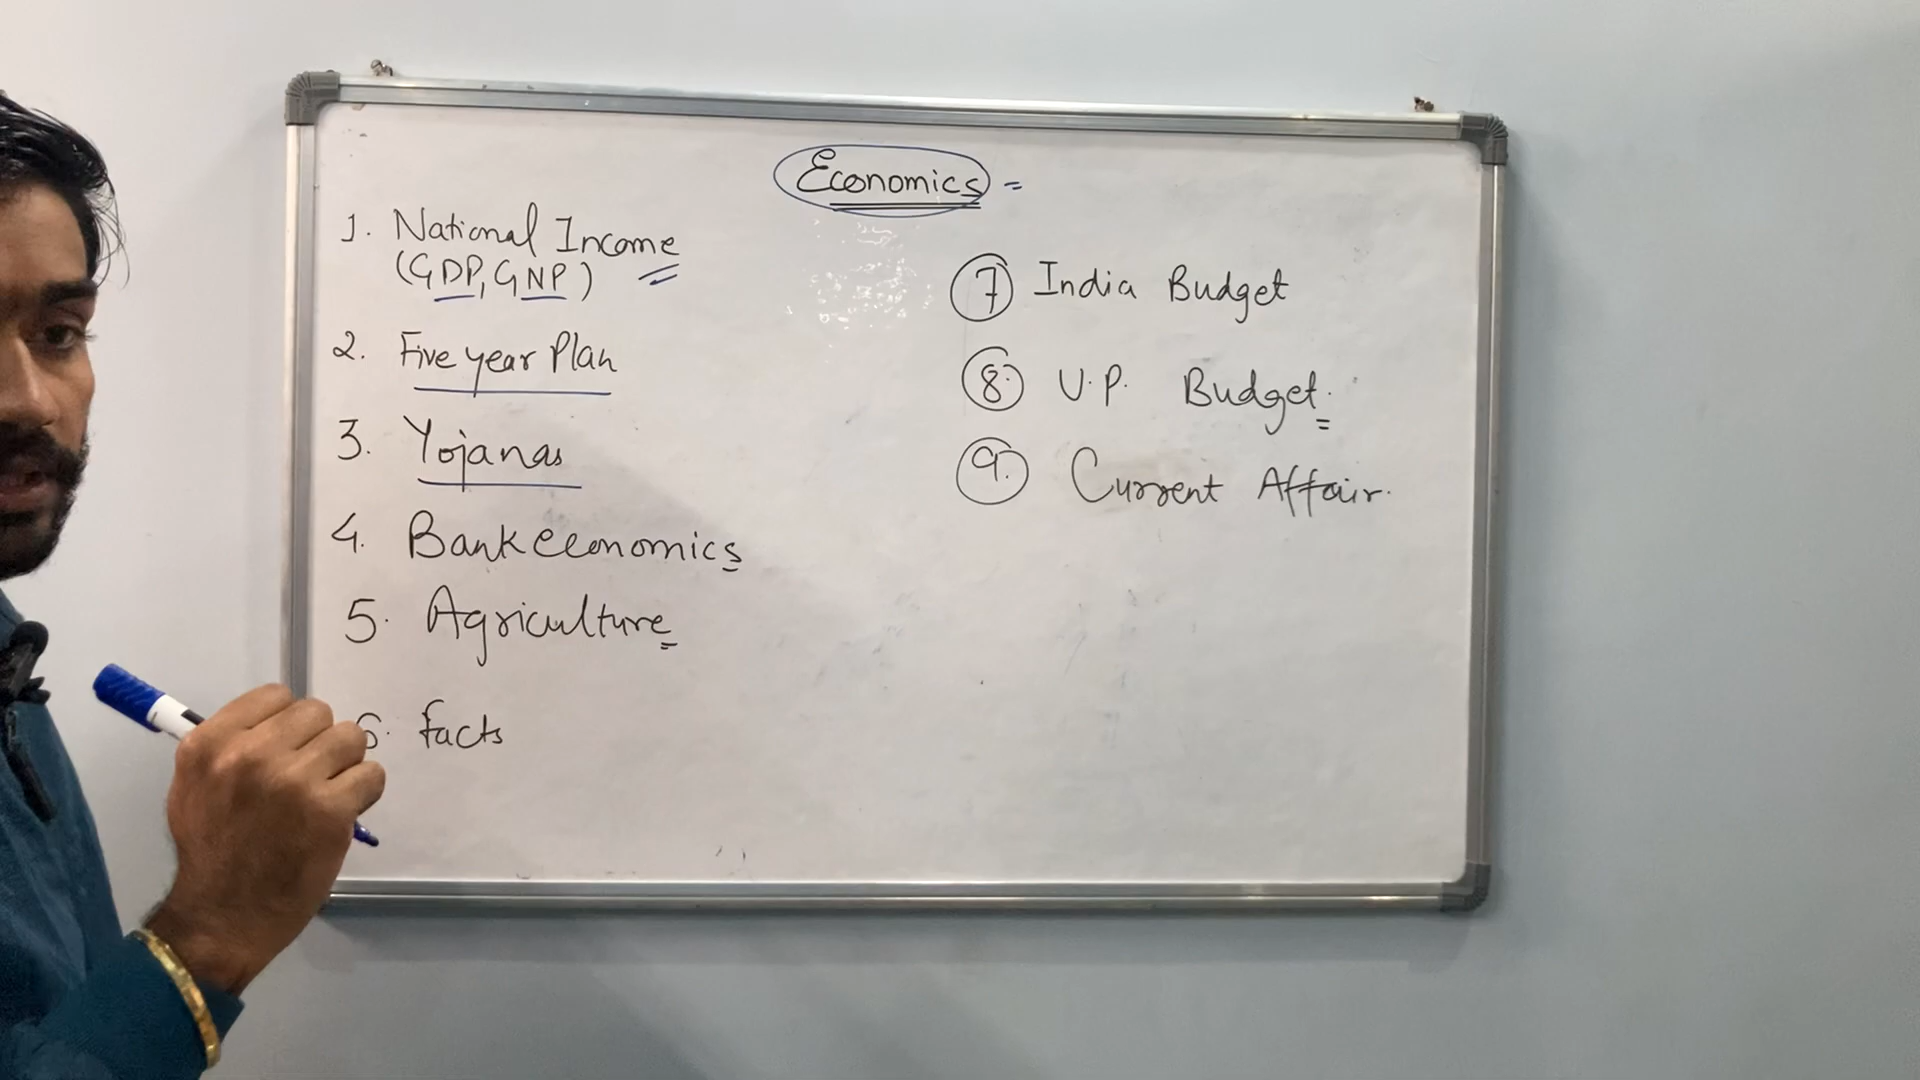 Economics =
1. National Income
(GDP, GNP)
2. Five year Plan
3. Yojanas
4. Bank economics
5. Agriculture
6. facts
7 India Budget
8. U.P. Budget.
9. Current Affair.